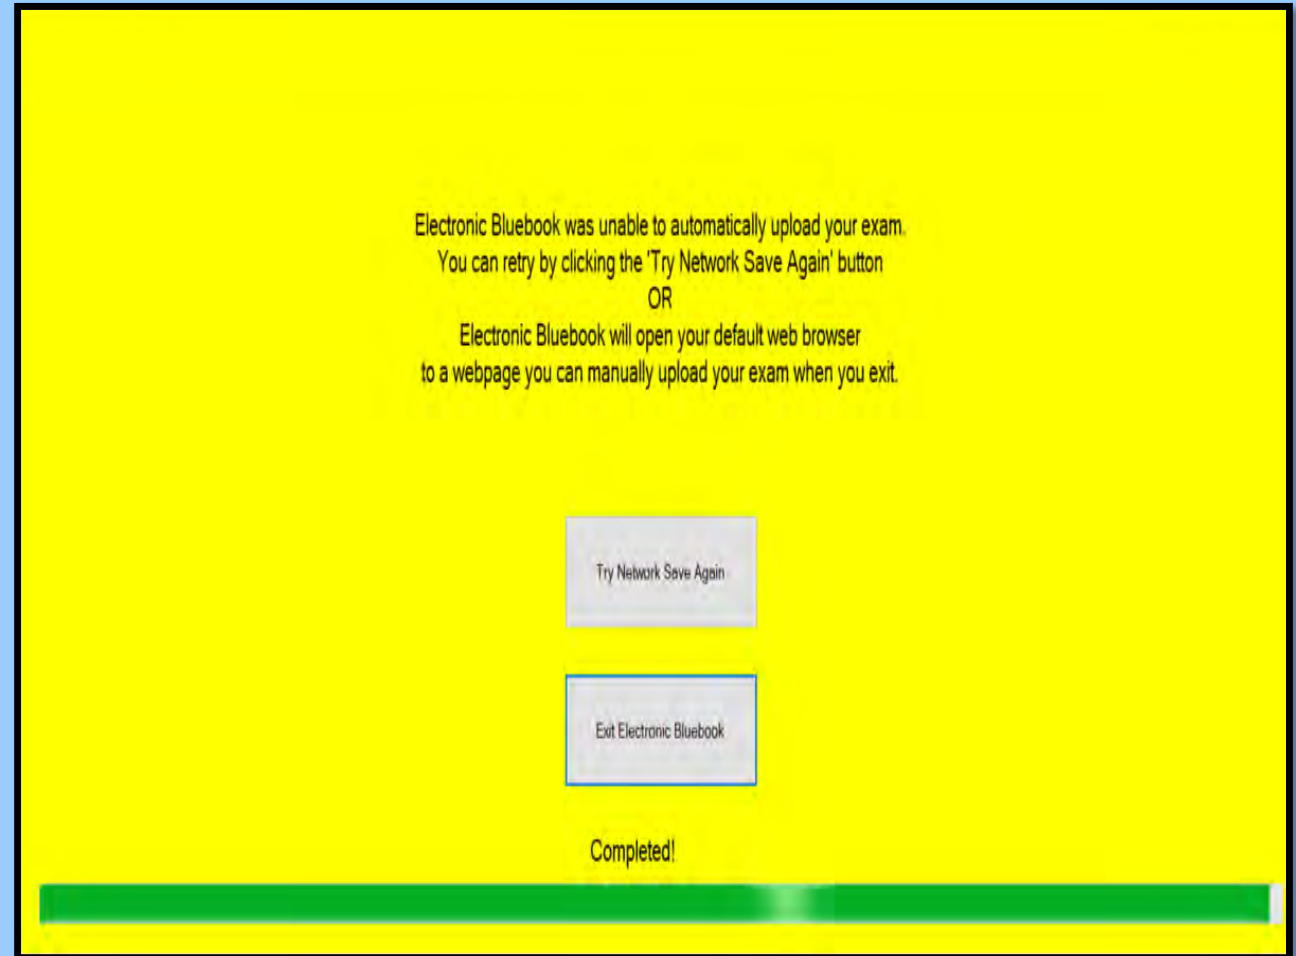 Electronic Bluebook was unable to automatically upload your exam.
You can retry by clicking the 'Try Network Save Again' button
OR
Electronic Bluebook will open your default web browser
to a webpage you can manually upload your exam when you exit.
Try Network Save Again
Exit Electronic Bluebook
Completed!